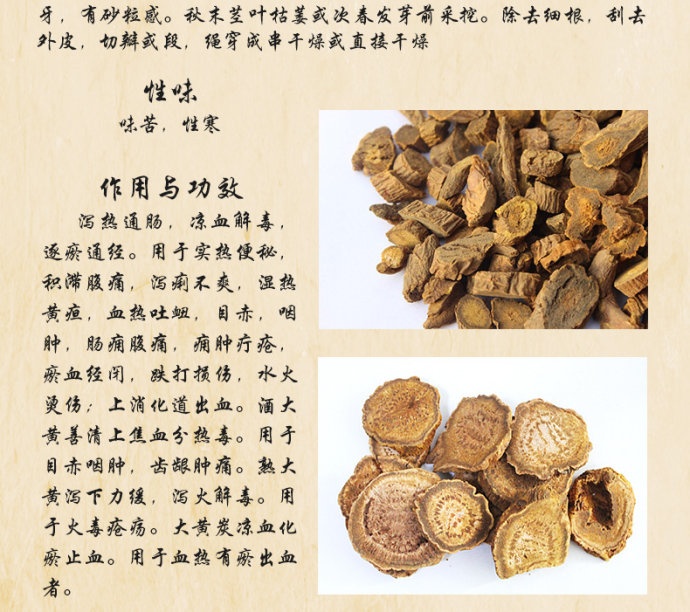 牙，有砂粒感。秋末茎叶枯萎或次春发芽前采挖。除去细根，刮去
外皮，切瓣或段，绳穿成串干燥或直接干燥
性味
味苦，性寒
作用与功效
泻热通肠，凉血解毒，
逐瘀通经。用于实热便秘，
积滞腹痛，泻痢不爽，湿热
黄疸，血热吐衄，目赤，咽
肿，肠痈腹痛，痈肿疔疮，
瘀血经闭，跌打损伤，水火
烫伤；上消化道出血。酒大
黄善清上焦血分热毒。用于
目赤咽肿，齿龈肿痛。熟大
黄泻下力缓，泻火解毒。用
于火毒疮疡。大黄炭凉血化
瘀止血。用于血热有瘀出血
者。